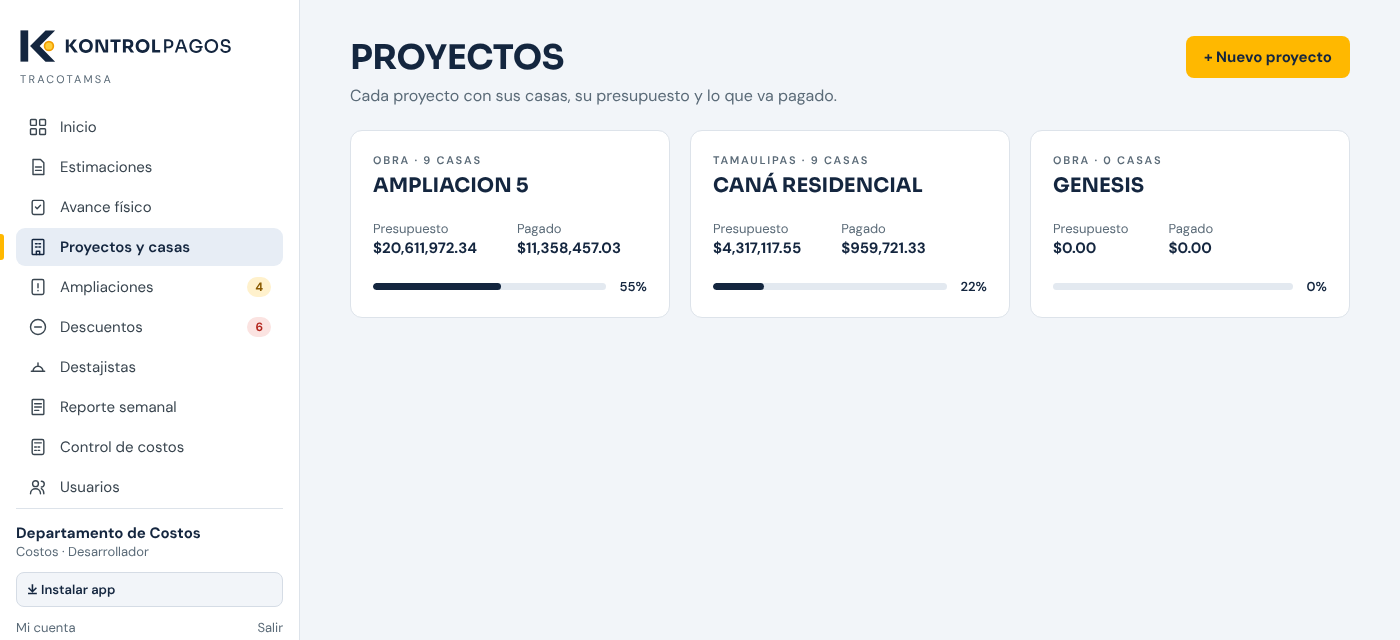 KONTROLPAGOS
TRACOTAMSA
Inicio
Estimaciones
Avance físico
Proyectos y casas
Ampliaciones 4
Descuentos 6
Destajistas
Reporte semanal
Control de costos
Usuarios
Departamento de Costos
Costos · Desarrollador
Instalar app
Mi cuenta Salir
PROYECTOS
+ Nuevo proyecto
Cada proyecto con sus casas, su presupuesto y lo que va pagado.
OBRA · 9 CASAS
AMPLIACION 5
Presupuesto Pagado
$20,611,972.34 $11,358,457.03
55%
TAMAULIPAS · 9 CASAS
CANÁ RESIDENCIAL
Presupuesto Pagado
$4,317,117.55 $959,721.33
22%
OBRA · 0 CASAS
GENESIS
Presupuesto Pagado
$0.00 $0.00
0%